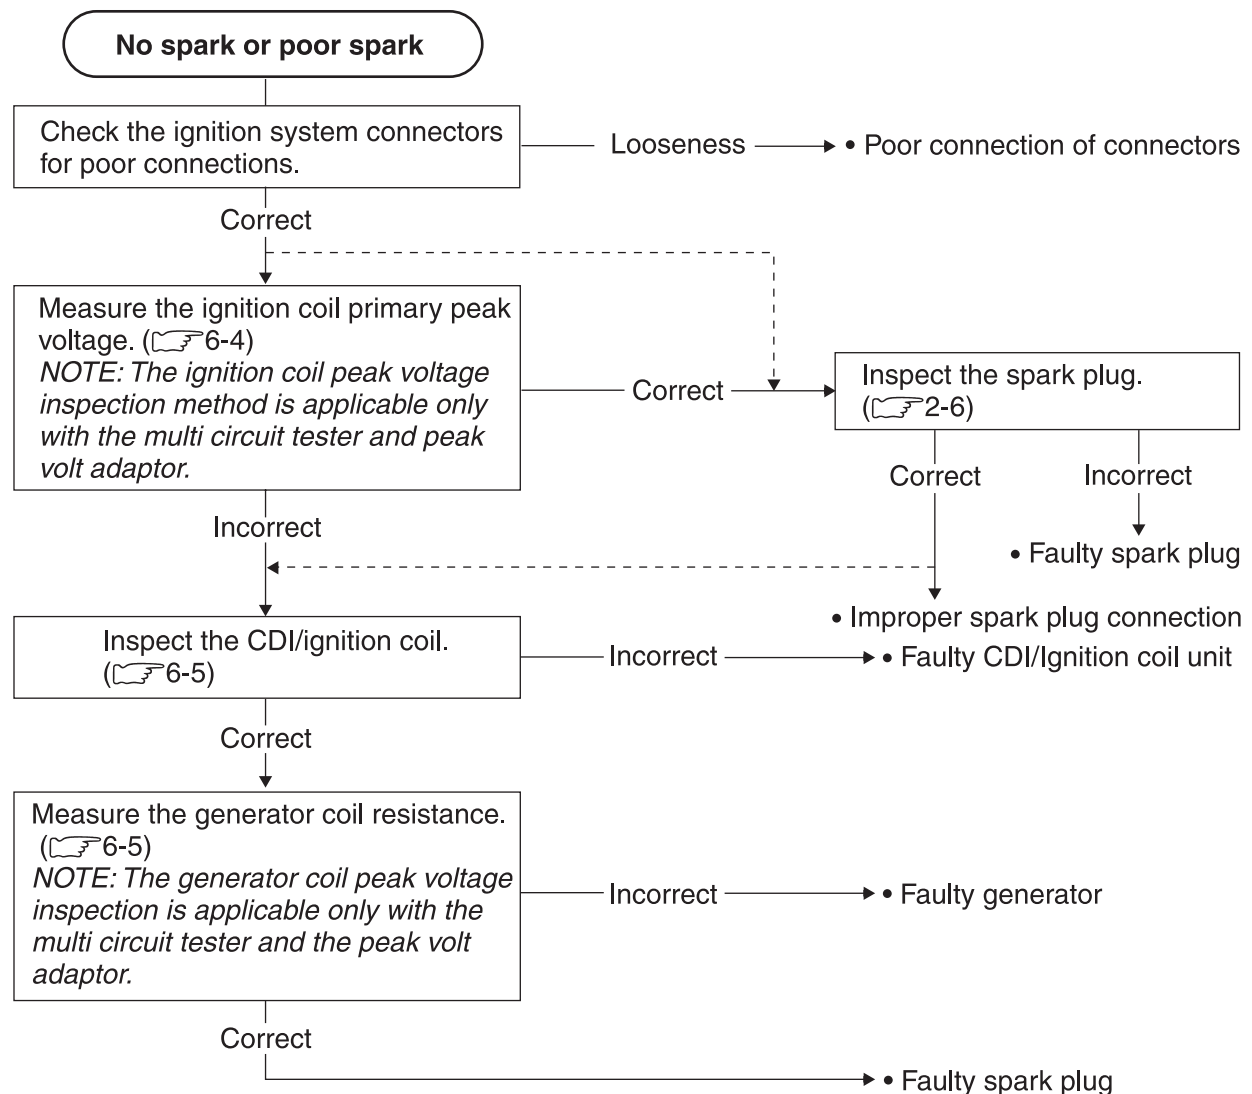 No spark or poor spark
Check the ignition system connectors
for poor connections.
Looseness
• Poor connection of connectors
Correct
Measure the ignition coil primary peak
voltage. (6-4)
NOTE: The ignition coil peak voltage
inspection method is applicable only
with the multi circuit tester and peak
volt adaptor.
Correct
Inspect the spark plug.
(2-6)
Correct
Incorrect
Incorrect
• Faulty spark plug
• Improper spark plug connection
Inspect the CDI/ignition coil.
(6-5)
Incorrect
• Faulty CDI/Ignition coil unit
Correct
Measure the generator coil resistance.
(6-5)
NOTE: The generator coil peak voltage
inspection is applicable only with the
multi circuit tester and the peak volt
adaptor.
Incorrect
• Faulty generator
Correct
• Faulty spark plug